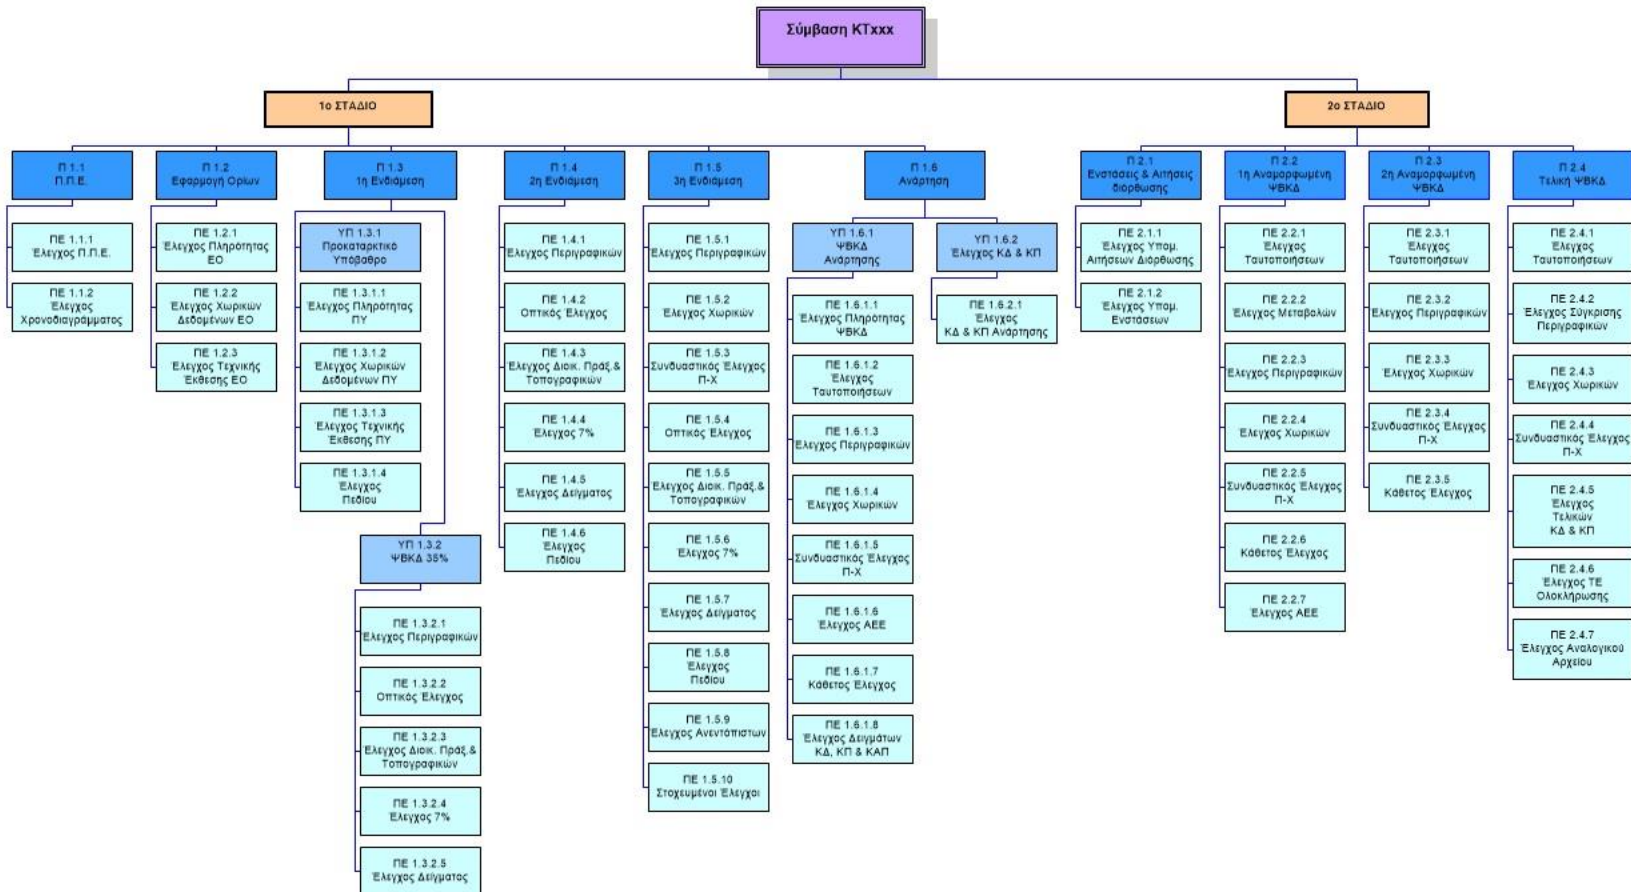 Σύμβαση ΚΤxxx
1ο ΣΤΑΔΙΟ
2ο ΣΤΑΔΙΟ
Π 1.1
Π.Π.Ε.
ΠΕ 1.1.1
Έλεγχος Π.Π.Ε.
ΠΕ 1.1.2
Έλεγχος
Χρονοδιαγράμματος
Π 1.2
Εφαρμογή Ορίων
ΠΕ 1.2.1
Έλεγχος Πληρότητας
ΕΟ
ΠΕ 1.2.2
Έλεγχος Χωρικών
Δεδομένων ΕΟ
ΠΕ 1.2.3
Έλεγχος Τεχνικής
Έκθεσης ΕΟ
Π 1.3
1η Ενδιάμεση
ΥΠ 1.3.1
Προκαταρκτικό
Υπόβαθρο
ΠΕ 1.3.1.1
Έλεγχος Πληρότητας
ΠΥ
ΠΕ 1.3.1.2
Έλεγχος Χωρικών
Δεδομένων ΠΥ
ΠΕ 1.3.1.3
Έλεγχος Τεχνικής
Έκθεσης ΠΥ
ΠΕ 1.3.1.4
Έλεγχος
Πεδίου
ΥΠ 1.3.2
ΨΒΚΔ 35%
ΠΕ 1.3.2.1
Έλεγχος Περιγραφικών
ΠΕ 1.3.2.2
Οπτικός Έλεγχος
ΠΕ 1.3.2.3
Έλεγχος Διοικ. Πράξ.&
Τοπογραφικών
ΠΕ 1.3.2.4
Έλεγχος 7%
ΠΕ 1.3.2.5
Έλεγχος Δείγματος
Π 1.4
2η Ενδιάμεση
ΠΕ 1.4.1
Έλεγχος Περιγραφικών
ΠΕ 1.4.2
Οπτικός Έλεγχος
ΠΕ 1.4.3
Έλεγχος Διοικ. Πράξ.&
Τοπογραφικών
ΠΕ 1.4.4
Έλεγχος 7%
ΠΕ 1.4.5
Έλεγχος Δείγματος
ΠΕ 1.4.6
Έλεγχος
Πεδίου
Π 1.5
3η Ενδιάμεση
ΠΕ 1.5.1
Έλεγχος Περιγραφικών
ΠΕ 1.5.2
Έλεγχος Χωρικών
ΠΕ 1.5.3
Συνδυαστικός Έλεγχος
Π-Χ
ΠΕ 1.5.4
Οπτικός Έλεγχος
ΠΕ 1.5.5
Έλεγχος Διοικ. Πράξ.&
Τοπογραφικών
ΠΕ 1.5.6
Έλεγχος 7%
ΠΕ 1.5.7
Έλεγχος Δείγματος
ΠΕ 1.5.8
Έλεγχος
Πεδίου
ΠΕ 1.5.9
Έλεγχος Ανεντόπιστων
ΠΕ 1.5.10
Στοχευμένοι Έλεγχοι
Π 1.6
Ανάρτηση
ΥΠ 1.6.1
ΨΒΚΔ
Ανάρτησης
ΠΕ 1.6.1.1
Έλεγχος Πληρότητας
ΨΒΚΔ
ΠΕ 1.6.1.2
Έλεγχος
Ταυτοποιήσεων
ΠΕ 1.6.1.3
Έλεγχος Περιγραφικών
ΠΕ 1.6.1.4
Έλεγχος Χωρικών
ΠΕ 1.6.1.5
Συνδυαστικός Έλεγχος
Π-Χ
ΠΕ 1.6.1.6
Έλεγχος ΑΕΕ
ΠΕ 1.6.1.7
Κάθετος Έλεγχος
ΠΕ 1.6.1.8
Έλεγχος Δειγμάτων
ΚΔ, ΚΠ & ΚΑΠ
ΥΠ 1.6.2
Έλεγχος ΚΔ & ΚΠ
ΠΕ 1.6.2.1
Έλεγχος
ΚΔ & ΚΠ Ανάρτησης
Π 2.1
Ενστάσεις & Αιτήσεις
διόρθωσης
ΠΕ 2.1.1
Έλεγχος Υπομ.
Αιτήσεων Διόρθωσης
ΠΕ 2.1.2
Έλεγχος Υπομ.
Ενστάσεων
Π 2.2
1η Αναμορφωμένη
ΨΒΚΔ
ΠΕ 2.2.1
Έλεγχος
Ταυτοποιήσεων
ΠΕ 2.2.2
Έλεγχος Μεταβολών
ΠΕ 2.2.3
Έλεγχος Περιγραφικών
ΠΕ 2.2.4
Έλεγχος Χωρικών
ΠΕ 2.2.5
Συνδυαστικός Έλεγχος
Π-Χ
ΠΕ 2.2.6
Κάθετος Έλεγχος
ΠΕ 2.2.7
Έλεγχος ΑΕΕ
Π 2.3
2η Αναμορφωμένη
ΨΒΚΔ
ΠΕ 2.3.1
Έλεγχος
Ταυτοποιήσεων
ΠΕ 2.3.2
Έλεγχος Περιγραφικών
ΠΕ 2.3.3
Έλεγχος Χωρικών
ΠΕ 2.3.4
Συνδυαστικός Έλεγχος
Π-Χ
ΠΕ 2.3.5
Κάθετος Έλεγχος
Π 2.4
Τελική ΨΒΚΔ
ΠΕ 2.4.1
Έλεγχος
Ταυτοποιήσεων
ΠΕ 2.4.2
Έλεγχος Σύγκρισης
Περιγραφικών
ΠΕ 2.4.3
Έλεγχος Χωρικών
ΠΕ 2.4.4
Συνδυαστικός Έλεγχος
Π-Χ
ΠΕ 2.4.5
Έλεγχος
Τελικών
ΚΔ & ΚΠ
ΠΕ 2.4.6
Έλεγχος ΤΕ
Ολοκλήρωσης
ΠΕ 2.4.7
Έλεγχος Αναλογικού
Αρχείου